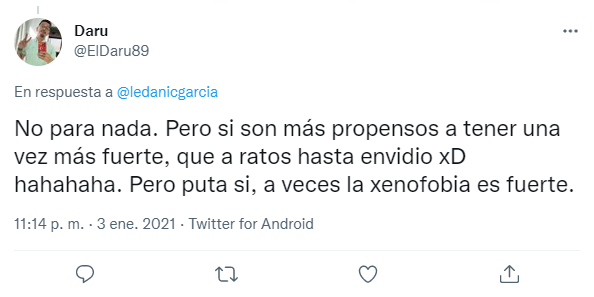 Daru
@ElDaru89
En respuesta a @ledanicgarcia
No para nada. Pero si son más propensos a tener una
vez más fuerte, que a ratos hasta envidio xD
hahahaha. Pero puta si, a veces la xenofobia es fuerte.
11:14 p. m. · 3 ene. 2021 · Twitter for Android